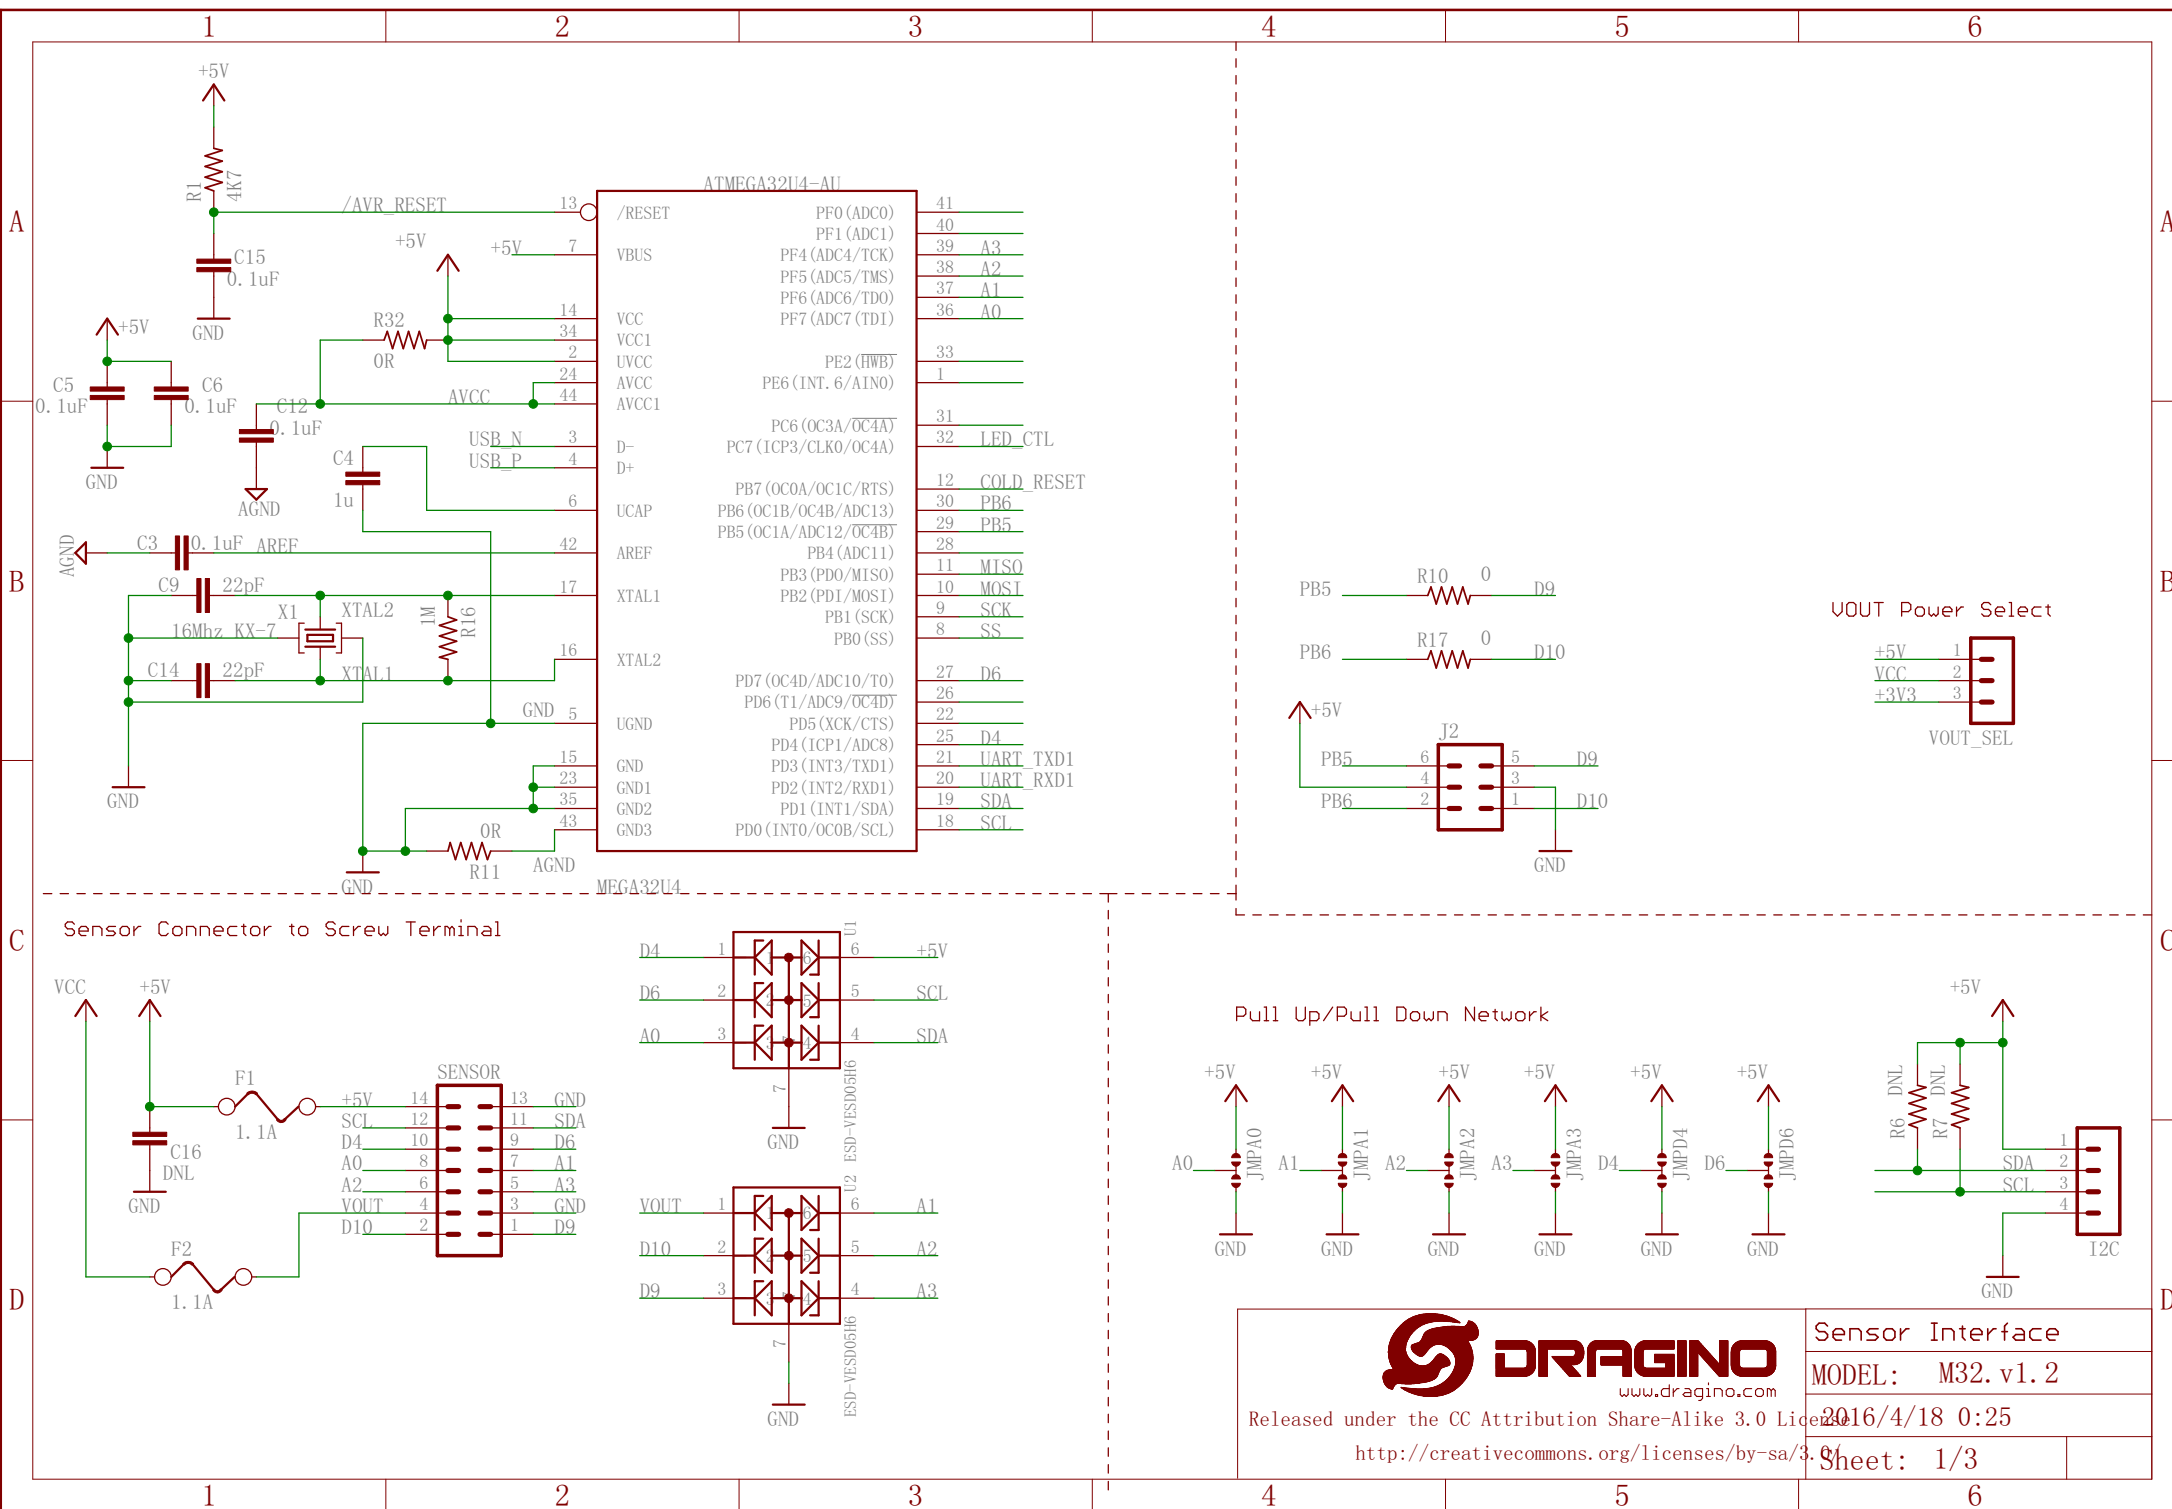 1 2 3 4 5 6
A
B
C
D
A
B
C
D
+5V
R1
4K7
/AVR_RESET
C15
0.1uF
GND
+5V
C5
0.1uF
C6
0.1uF
GND
+5V
+5V
R32
0R
AVCC
C12
0.1uF
AGND
USB_N
USB_P
C4
1u
AGND
C3
0.1uF
AREF
C9
22pF
X1
XTAL2
16Mhz KX-7
1M
R16
C14
22pF
XTAL1
GND
GND
0R
R11
AGND
GND
ATMEGA32U4-AU
13 /RESET
7 VBUS
14 VCC
34 VCC1
2 UVCC
24 AVCC
44 AVCC1
3 D-
4 D+
6 UCAP
42 AREF
17 XTAL1
16 XTAL2
5 UGND
15 GND
23 GND1
35 GND2
43 GND3
PF0(ADC0) 41
PF1(ADC1) 40
PF4(ADC4/TCK) 39 A3
PF5(ADC5/TMS) 38 A2
PF6(ADC6/TDO) 37 A1
PF7(ADC7(TDI) 36 A0
PE2(HWB) 33
PE6(INT.6/AIN0) 1
PC6(OC3A/OC4A) 31
PC7(ICP3/CLK0/OC4A) 32 LED_CTL
PB7(OC0A/OC1C/RTS) 12 COLD_RESET
PB6(OC1B/OC4B/ADC13) 30 PB6
PB5(OC1A/ADC12/OC4B) 29 PB5
PB4(ADC11) 28
PB3(PDO/MISO) 11 MISO
PB2(PDI/MOSI) 10 MOSI
PB1(SCK) 9 SCK
PB0(SS) 8 SS
PD7(OC4D/ADC10/T0) 27 D6
PD6(T1/ADC9/OC4D) 26
PD5(XCK/CTS) 22
PD4(ICP1/ADC8) 25 D4
PD3(INT3/TXD1) 21 UART_TXD1
PD2(INT2/RXD1) 20 UART_RXD1
PD1(INT1/SDA) 19 SDA
PD0(INT0/OC0B/SCL) 18 SCL
MEGA32U4
PB5 R10 0 D9
PB6 R17 0 D10
+5V
J2
PB5 6 5 D9
4 3
PB6 2 1 D10
GND
VOUT Power Select
+5V 1
VCC 2
+3V3 3
VOUT_SEL
Sensor Connector to Screw Terminal
VCC
+5V
F1
1.1A
C16
DNL
GND
F2
1.1A
SENSOR
+5V 14 13 GND
SCL 12 11 SDA
D4 10 9 D6
A0 8 7 A1
A2 6 5 A3
VOUT 4 3 GND
D10 2 1 D9
U1
D4 1 1 6 6 +5V
D6 2 2 5 5 SCL
A0 3 3 4 4 SDA
7
GND
ESD-VESD05H6
U2
VOUT 1 1 6 6 A1
D10 2 2 5 5 A2
D9 3 3 4 4 A3
7
GND
ESD-VESD05H6
Pull Up/Pull Down Network
+5V +5V +5V +5V +5V +5V
A0 JMPA0 A1 JMPA1 A2 JMPA2 A3 JMPA3 D4 JMPD4 D6 JMPD6
GND GND GND GND GND GND
+5V
DNL
DNL
R6
R7
1
SDA 2
SCL 3
4
I2C
GND
DRAGINO
www.dragino.com
Released under the CC Attribution Share-Alike 3.0 License
http://creativecommons.org/licenses/by-sa/3.0/
Sensor Interface
MODEL: M32.v1.2
2016/4/18 0:25
Sheet: 1/3
1 2 3 4 5 6